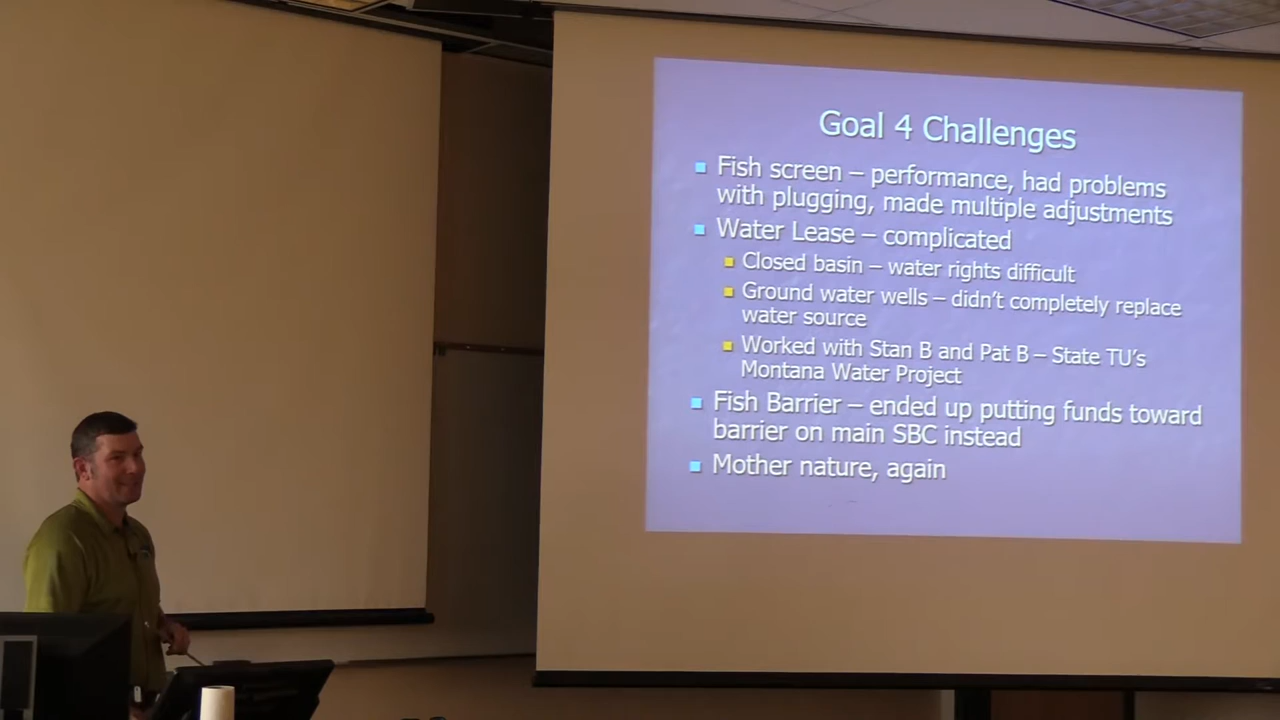 Goal 4 Challenges
Fish screen – performance, had problems
with plugging, made multiple adjustments
Water Lease – complicated
Closed basin – water rights difficult
Ground water wells – didn't completely replace
water source
Worked with Stan B and Pat B – State TU's
Montana Water Project
Fish Barrier – ended up putting funds toward
barrier on main SBC instead
Mother nature, again